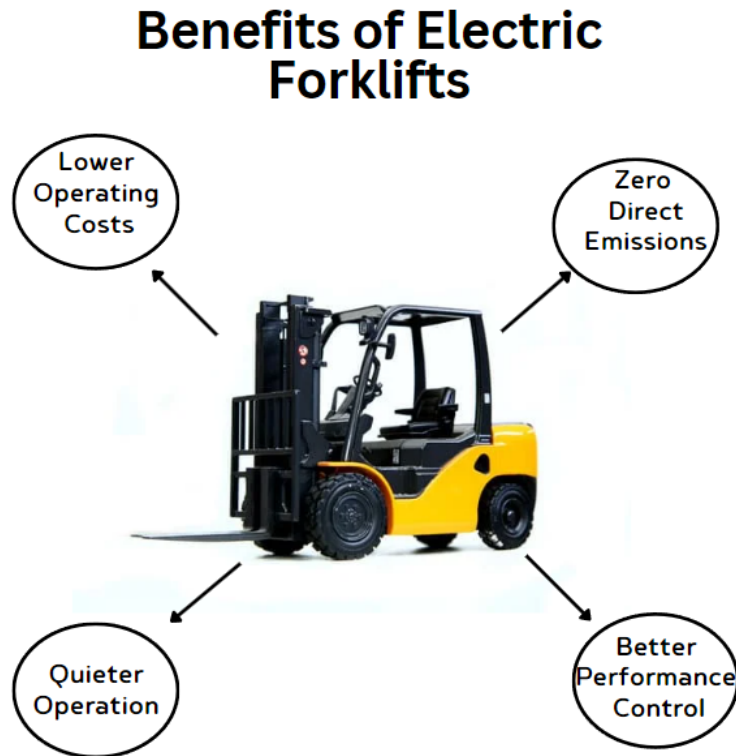 Benefits of Electric
Forklifts
Lower
Operating
Costs
Zero
Direct
Emissions
Quieter
Operation
Better
Performance
Control